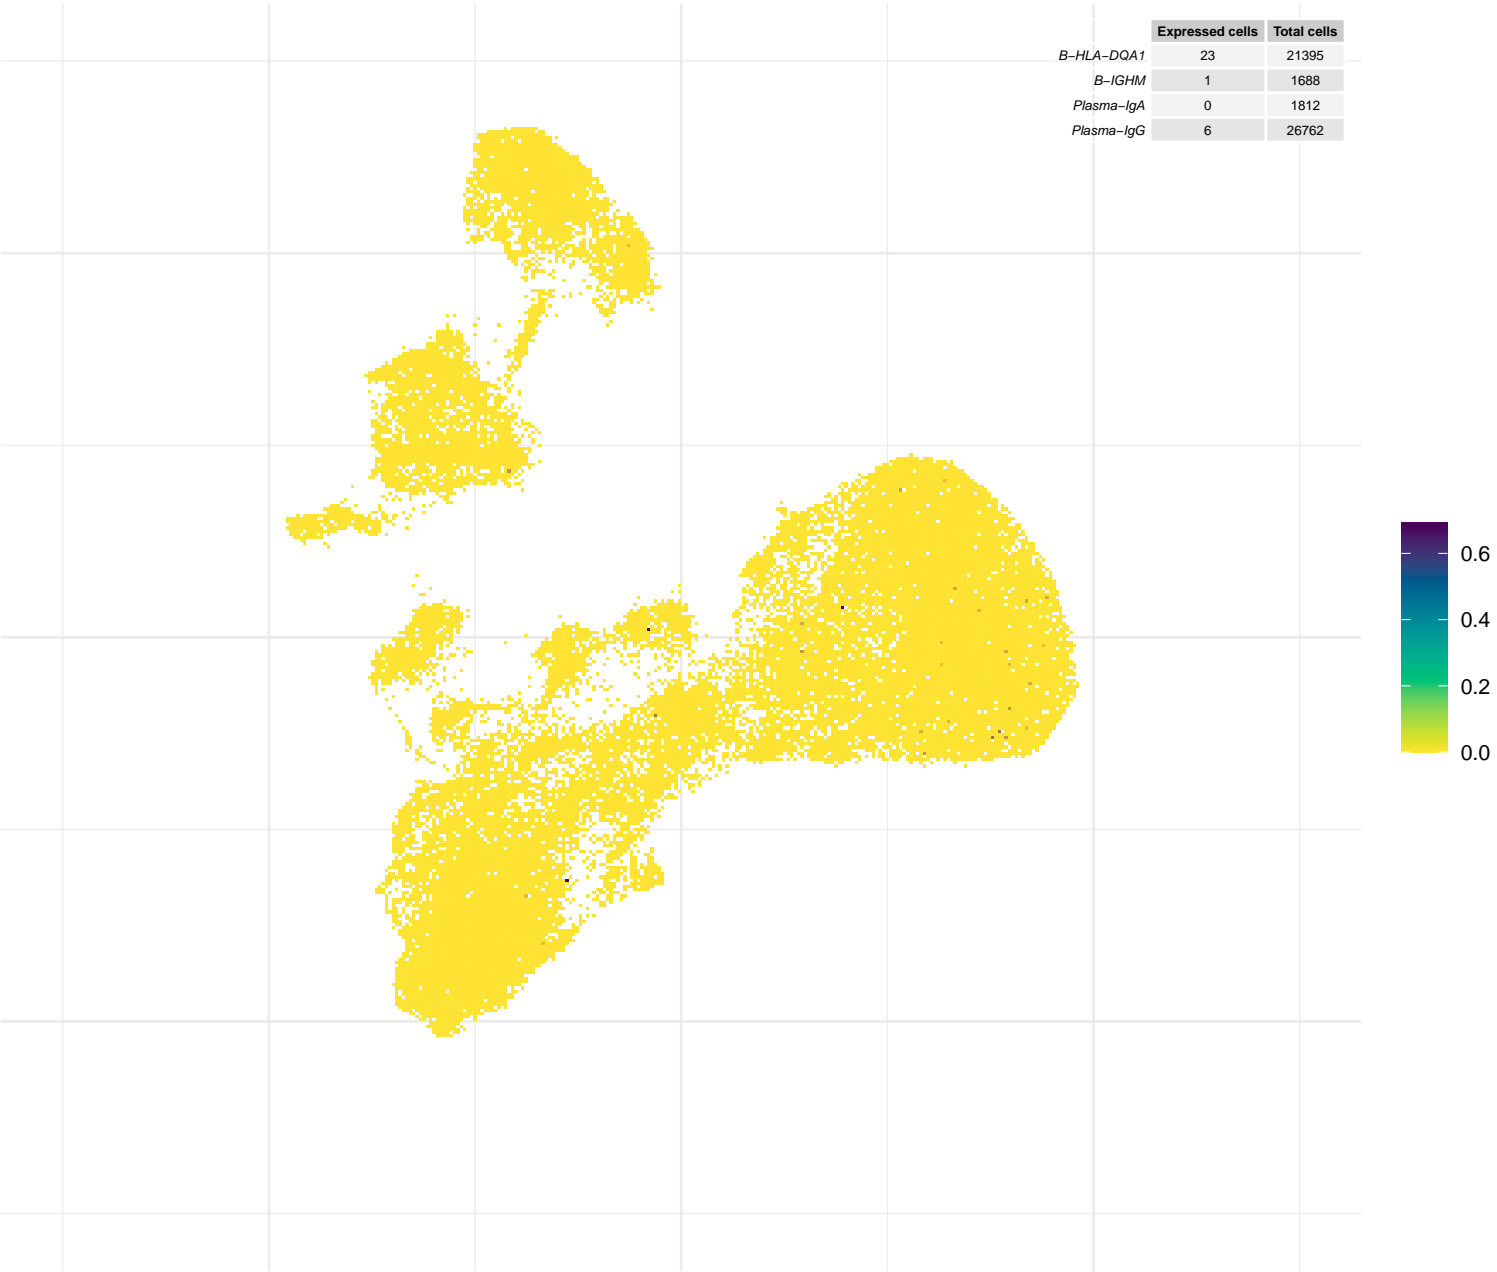 Expressed cells Total cells
B−HLA−DQA1 23 21395
B−IGHM 1 1688
Plasma−IgA 0 1812
Plasma−IgG 6 26762
0.6
0.4
0.2
0.0